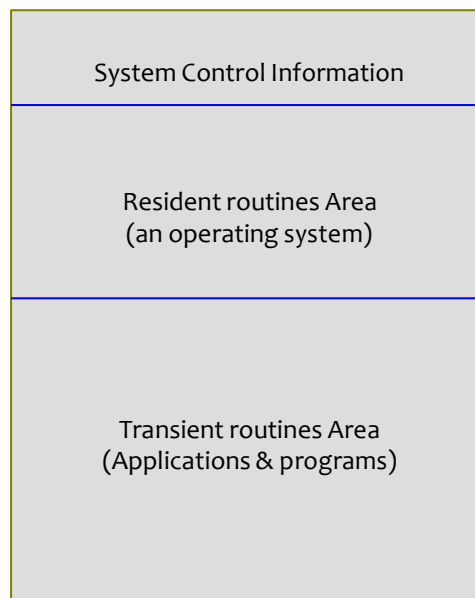 System Control Information
Resident routines Area
(an operating system)
Transient routines Area
(Applications & programs)